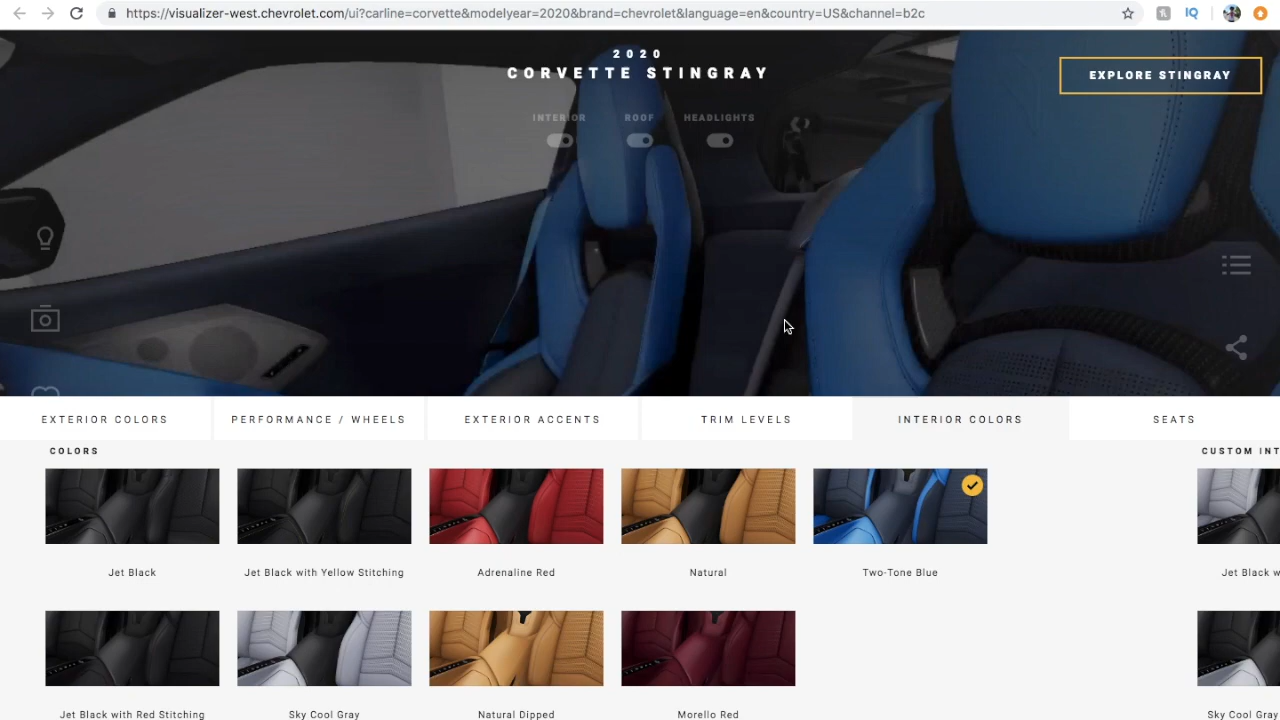 https://visualizer-west.chevrolet.com/ui?carline=corvette&modelyear=2020&brand=chevrolet&language=en&country=US&channel=b2c
IQ
2020
CORVETTE STINGRAY
EXPLORE STINGRAY
INTERIOR ROOF HEADLIGHTS
EXTERIOR COLORS PERFORMANCE / WHEELS EXTERIOR ACCENTS TRIM LEVELS INTERIOR COLORS SEATS
COLORS CUSTOM INT
Jet Black Jet Black with Yellow Stitching Adrenaline Red Natural Two-Tone Blue Jet Black w
Jet Black with Red Stitching Sky Cool Gray Natural Dipped Morello Red Sky Cool Gray